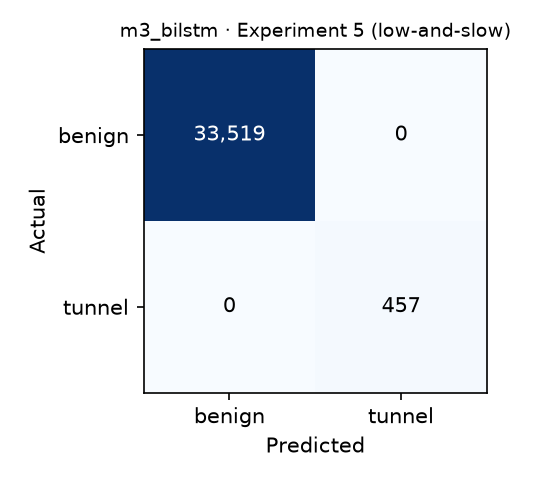 m3_bilstm · Experiment 5 (low-and-slow)
benign 33,519 0
Actual
tunnel 0 457
benign tunnel
Predicted